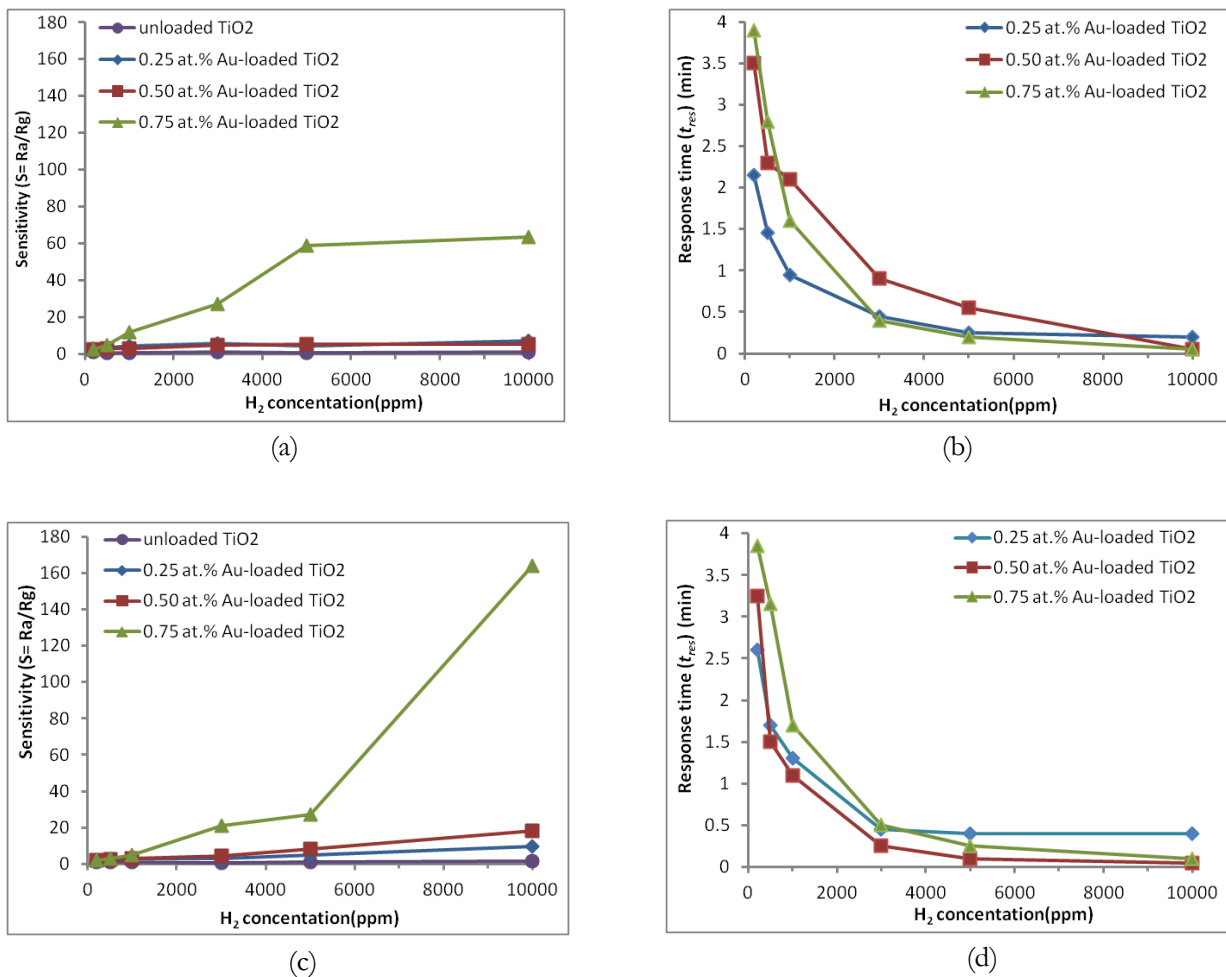 180
160
140
120
100
80
60
40
20
0
Sensitivity (S= Ra/Rg)
unloaded TiO2
0.25 at.% Au-loaded TiO2
0.50 at.% Au-loaded TiO2
0.75 at.% Au-loaded TiO2
0 2000 4000 6000 8000 10000
H2 concentation(ppm)
(a)
4
3.5
3
2.5
2
1.5
1
0.5
0
Response time (tres) (min)
0.25 at.% Au-loaded TiO2
0.50 at.% Au-loaded TiO2
0.75 at.% Au-loaded TiO2
0 2000 4000 6000 8000 10000
H2 concentation(ppm)
(b)
180
160
140
120
100
80
60
40
20
0
Sensitivity (S= Ra/Rg)
unloaded TiO2
0.25 at.% Au-loaded TiO2
0.50 at.% Au-loaded TiO2
0.75 at.% Au-loaded TiO2
0 2000 4000 6000 8000 10000
H2 concentation(ppm)
(c)
4
3.5
3
2.5
2
1.5
1
0.5
0
Response time (tres) (min)
0.25 at.% Au-loaded TiO2
0.50 at.% Au-loaded TiO2
0.75 at.% Au-loaded TiO2
0 2000 4000 6000 8000 10000
H2 concentation(ppm)
(d)